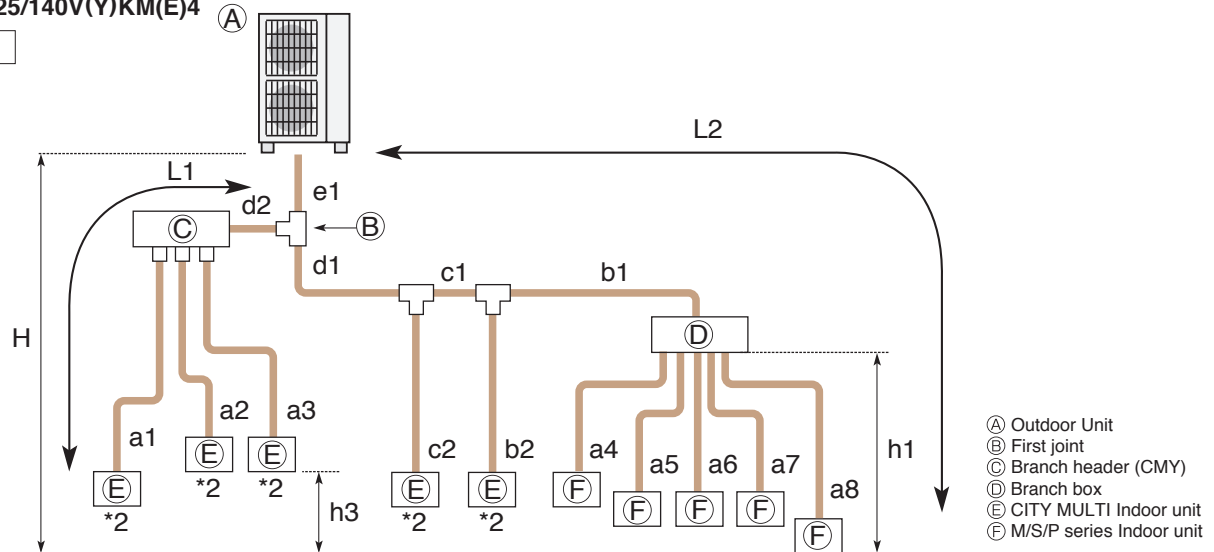 25/140V(Y)KM(E)4
Ⓐ
L2
L1
e1
d2
Ⓒ
Ⓑ
d1
c1
b1
H
Ⓓ
a1
a2
a3
c2
b2
a4
a5
a6
a7
a8
h1
Ⓔ
Ⓔ
Ⓔ
Ⓔ
Ⓔ
Ⓕ
Ⓕ
Ⓕ
Ⓕ
Ⓕ
*2
*2
*2
*2
*2
h3
Ⓐ Outdoor Unit
Ⓑ First joint
Ⓒ Branch header (CMY)
Ⓓ Branch box
Ⓔ CITY MULTI Indoor unit
Ⓕ M/S/P series Indoor unit